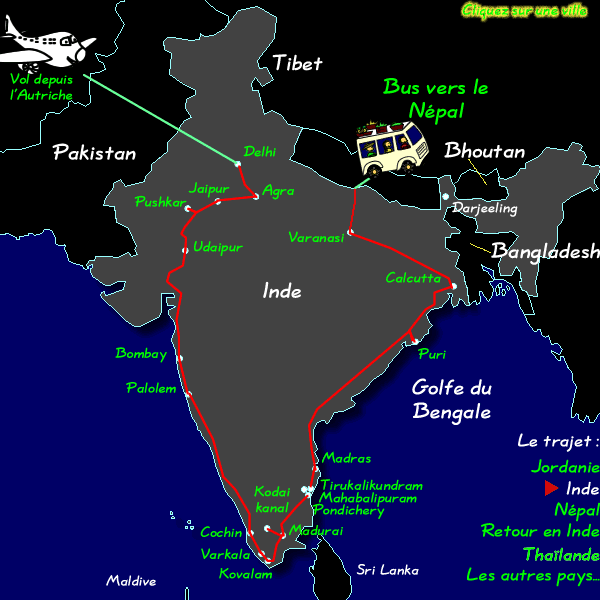 Cliquez sur une ville
Tibet
Vol depuis
l'Autriche
Bus vers le
Népal
Pakistan
Delhi
Bhoutan
Jaipur
Agra
Pushkar
Darjeeling
Varanasi
Udaipur
Bangladesh
Calcutta
Inde
Bombay
Puri
Palolem
Golfe du
Bengale
Le trajet :
Madras
Jordanie
Tirukalikundram
Inde
Kodai
kanal
Mahabalipuram
Pondichery
Népal
Cochin
Madurai
Retour en Inde
Varkala
Thaïlande
Kovalam
Sri Lanka
Les autres pays...
Maldive